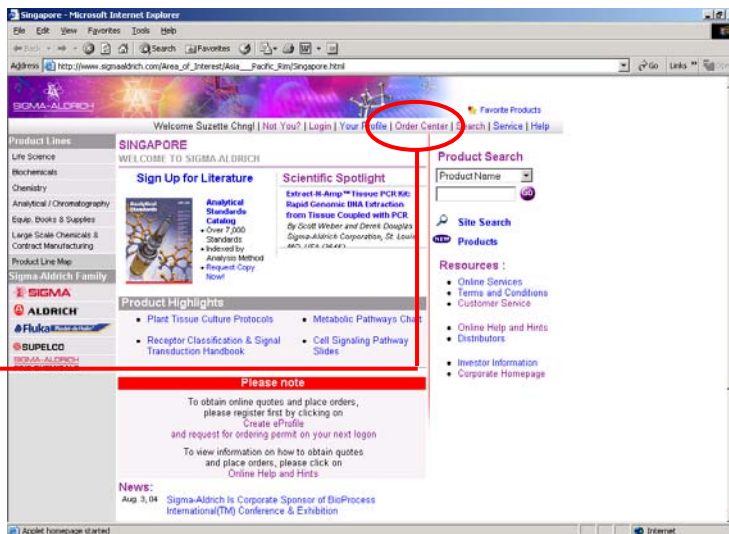 Singapore - Microsoft Internet Explorer
File Edit View Favorites Tools Help
Back Search Favorites
Address http://www.sigmaaldrich.com/Area_of_Interest/Asia___Pacific_Rim/Singapore.html Go Links
SIGMA-ALDRICH
Favorite Products
Welcome Suzette Chng! | Not You? | Login | Your Profile | Order Center | Search | Service | Help
Product Lines
Life Science
Biochemicals
Chemistry
Analytical / Chromatography
Equip. Books & Supplies
Large Scale Chemicals &
Contract Manufacturing
Product Line Map
Sigma-Aldrich Family
SIGMA
ALDRICH
Fluka
SUPELCO
SIGMA-ALDRICH
SINGAPORE
WELCOME TO SIGMA ALDRICH
Sign Up for Literature
Analytical Standards
Analytical
Standards
Catalog
• Over 7,000
Standards
• Indexed by
Analysis Method
• Request Copy
Now!
Scientific Spotlight
Extract-N-Amp™ Tissue PCR Kit:
Rapid Genomic DNA Extraction
from Tissue Coupled with PCR
By Scott Weber and Derek Douglas
Sigma-Aldrich Corporation, St. Louis
Product Highlights
• Plant Tissue Culture Protocols
• Metabolic Pathways Chart
• Receptor Classification & Signal
Transduction Handbook
• Cell Signaling Pathway
Slides
Please note
To obtain online quotes and place orders,
please register first by clicking on
Create eProfile
and request for ordering permit on your next logon
To view information on how to obtain quotes
and place orders, please click on
Online Help and Hints
News:
Aug. 3, 04 Sigma-Aldrich Is Corporate Sponsor of BioProcess
International(TM) Conference & Exhibition
Product Search
Product Name
GO
Site Search
NEW Products
Resources :
• Online Services
• Terms and Conditions
• Customer Service
• Online Help and Hints
• Distributors
• Investor Information
• Corporate Homepage
Applet homepage started
Internet